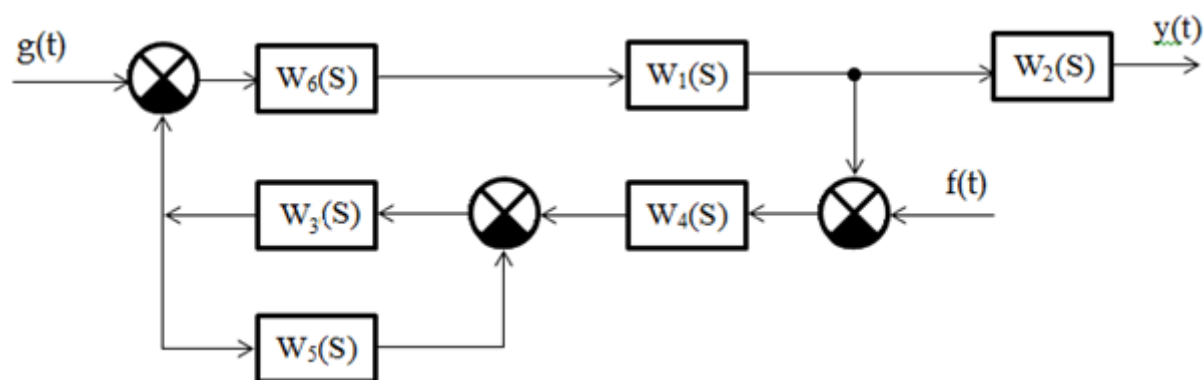 g(t)
W₆(S)
W₁(S)
W₂(S)
y(t)
W₃(S)
W₄(S)
f(t)
W₅(S)